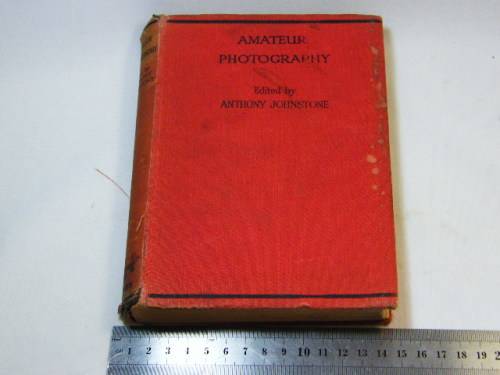 AMATEUR
PHOTOGRAPHY
Edited by
ANTHONY JOHNSTONE
1 2 3 4 5 6 7 8 9 10 11 12 13 14 15 16 17 18 19 2